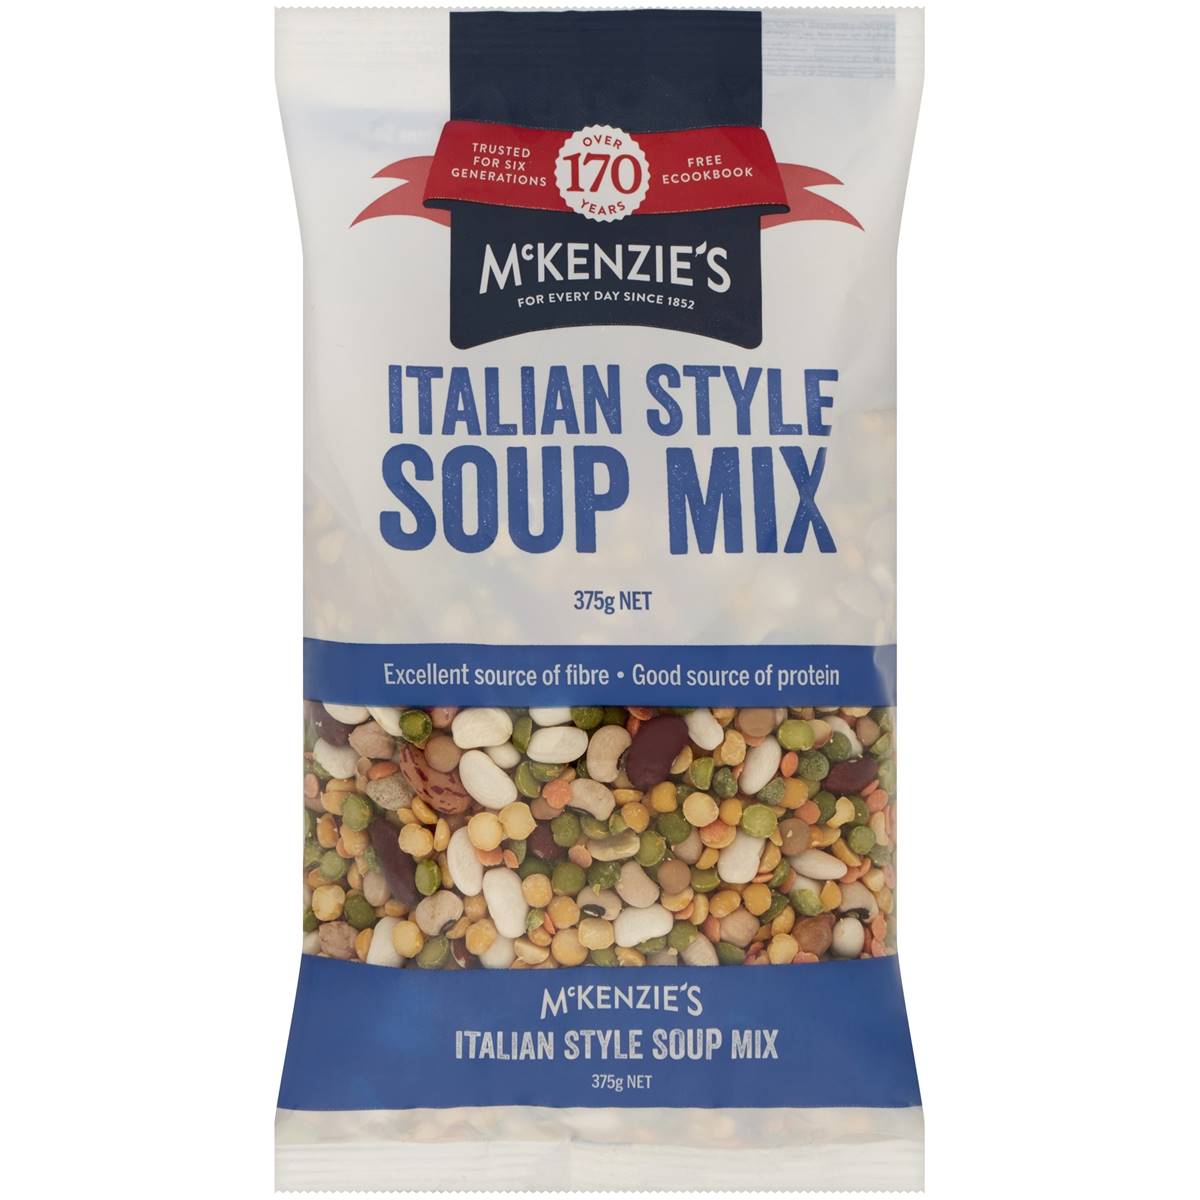 TRUSTED
FOR SIX
GENERATIONS
OVER
170
YEARS
FREE
ECOOKBOOK
McKENZIE'S
FOR EVERY DAY SINCE 1852
ITALIAN STYLE
SOUP MIX
375g NET
Excellent source of fibre • Good source of protein
McKENZIE'S
ITALIAN STYLE SOUP MIX
375g NET